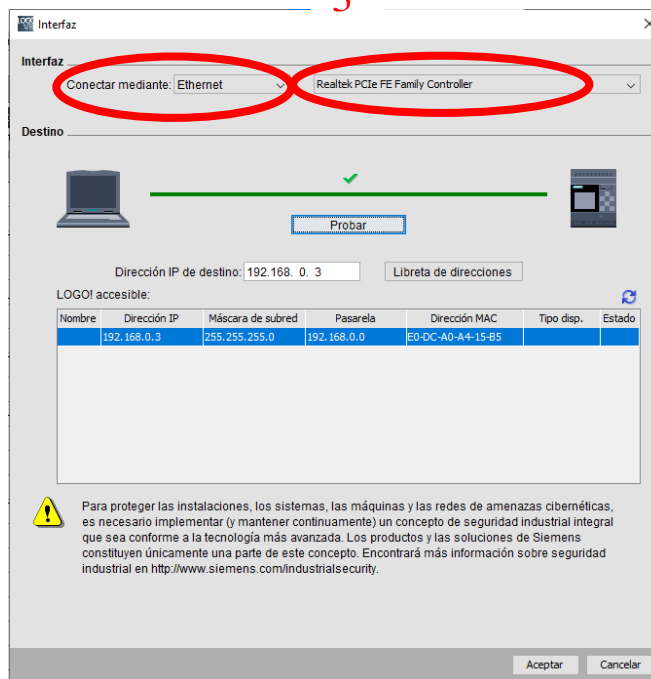 Interfaz
Interfaz
Conectar mediante: Ethernet Realtek PCIe FE Family Controller
Destino
Probar
Dirección IP de destino: 192.168. 0. 3 Libreta de direcciones
LOGO! accesible:
Nombre Dirección IP Máscara de subred Pasarela Dirección MAC Tipo disp. Estado
192.168.0.3 255.255.255.0 192.168.0.0 E0-DC-A0-A4-15-B5
Para proteger las instalaciones, los sistemas, las máquinas y las redes de amenazas cibernéticas,
es necesario implementar (y mantener continuamente) un concepto de seguridad industrial integral
que sea conforme a la tecnología más avanzada. Los productos y las soluciones de Siemens
constituyen únicamente una parte de este concepto. Encontrará más información sobre seguridad
industrial en http://www.siemens.com/industrialsecurity.
Aceptar Cancelar